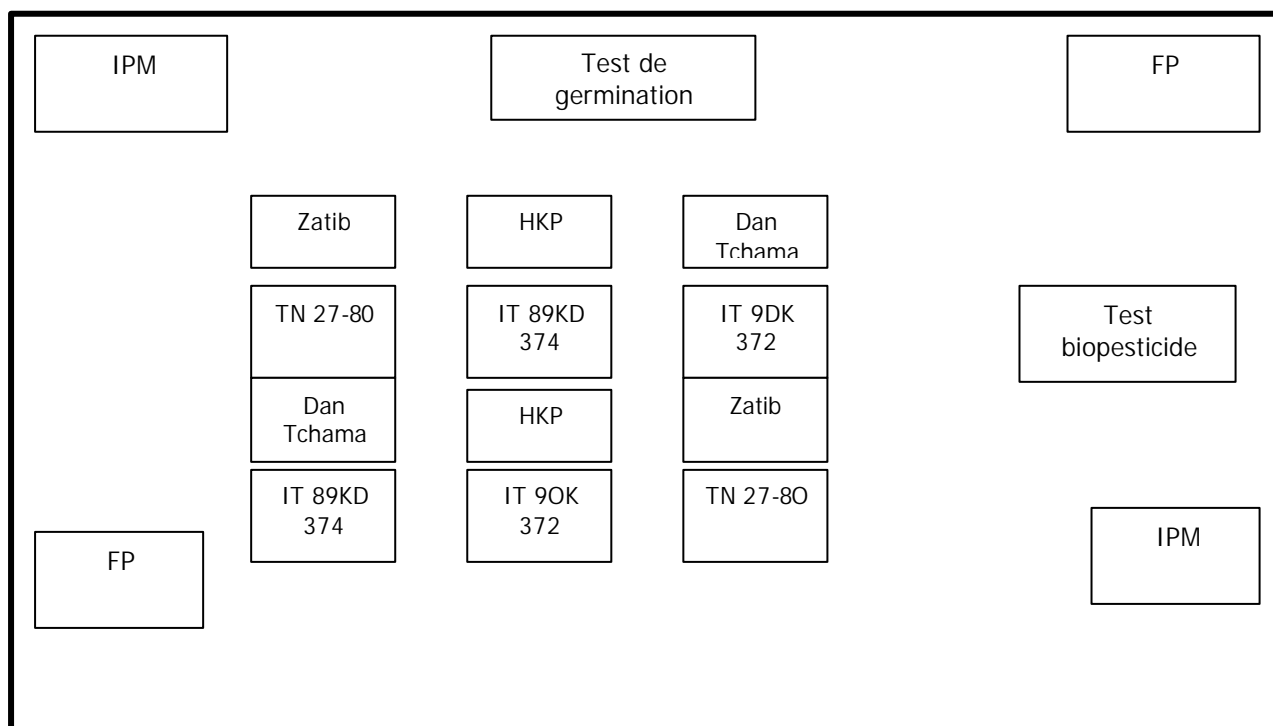 IPM
Test de
germination
FP
Zatib
HKP
Dan
Tchama
TN 27-80
IT 89KD
374
IT 9DK
372
Test
biopesticide
Dan
Tchama
HKP
Zatib
IT 89KD
374
IT 9OK
372
TN 27-8O
IPM
FP